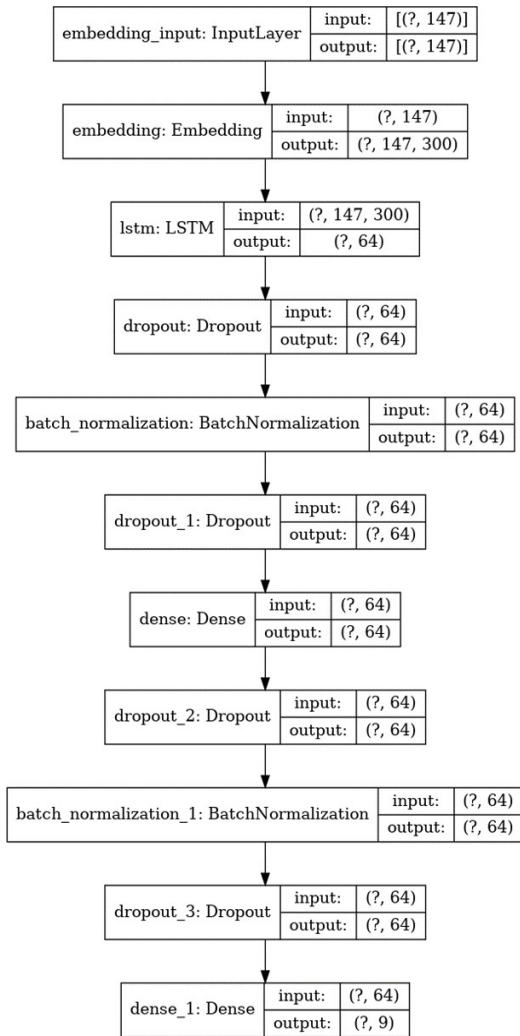 embedding_input: InputLayer
input: [(?, 147)]
output: [(?, 147)]
embedding: Embedding
input: (?, 147)
output: (?, 147, 300)
lstm: LSTM
input: (?, 147, 300)
output: (?, 64)
dropout: Dropout
input: (?, 64)
output: (?, 64)
batch_normalization: BatchNormalization
input: (?, 64)
output: (?, 64)
dropout_1: Dropout
input: (?, 64)
output: (?, 64)
dense: Dense
input: (?, 64)
output: (?, 64)
dropout_2: Dropout
input: (?, 64)
output: (?, 64)
batch_normalization_1: BatchNormalization
input: (?, 64)
output: (?, 64)
dropout_3: Dropout
input: (?, 64)
output: (?, 64)
dense_1: Dense
input: (?, 64)
output: (?, 9)